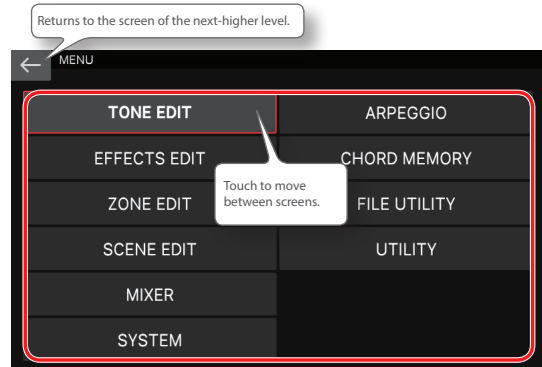 Returns to the screen of the next-higher level.
MENU
TONE EDIT
ARPEGGIO
EFFECTS EDIT
CHORD MEMORY
Touch to move
between screens.
ZONE EDIT
FILE UTILITY
SCENE EDIT
UTILITY
MIXER
SYSTEM